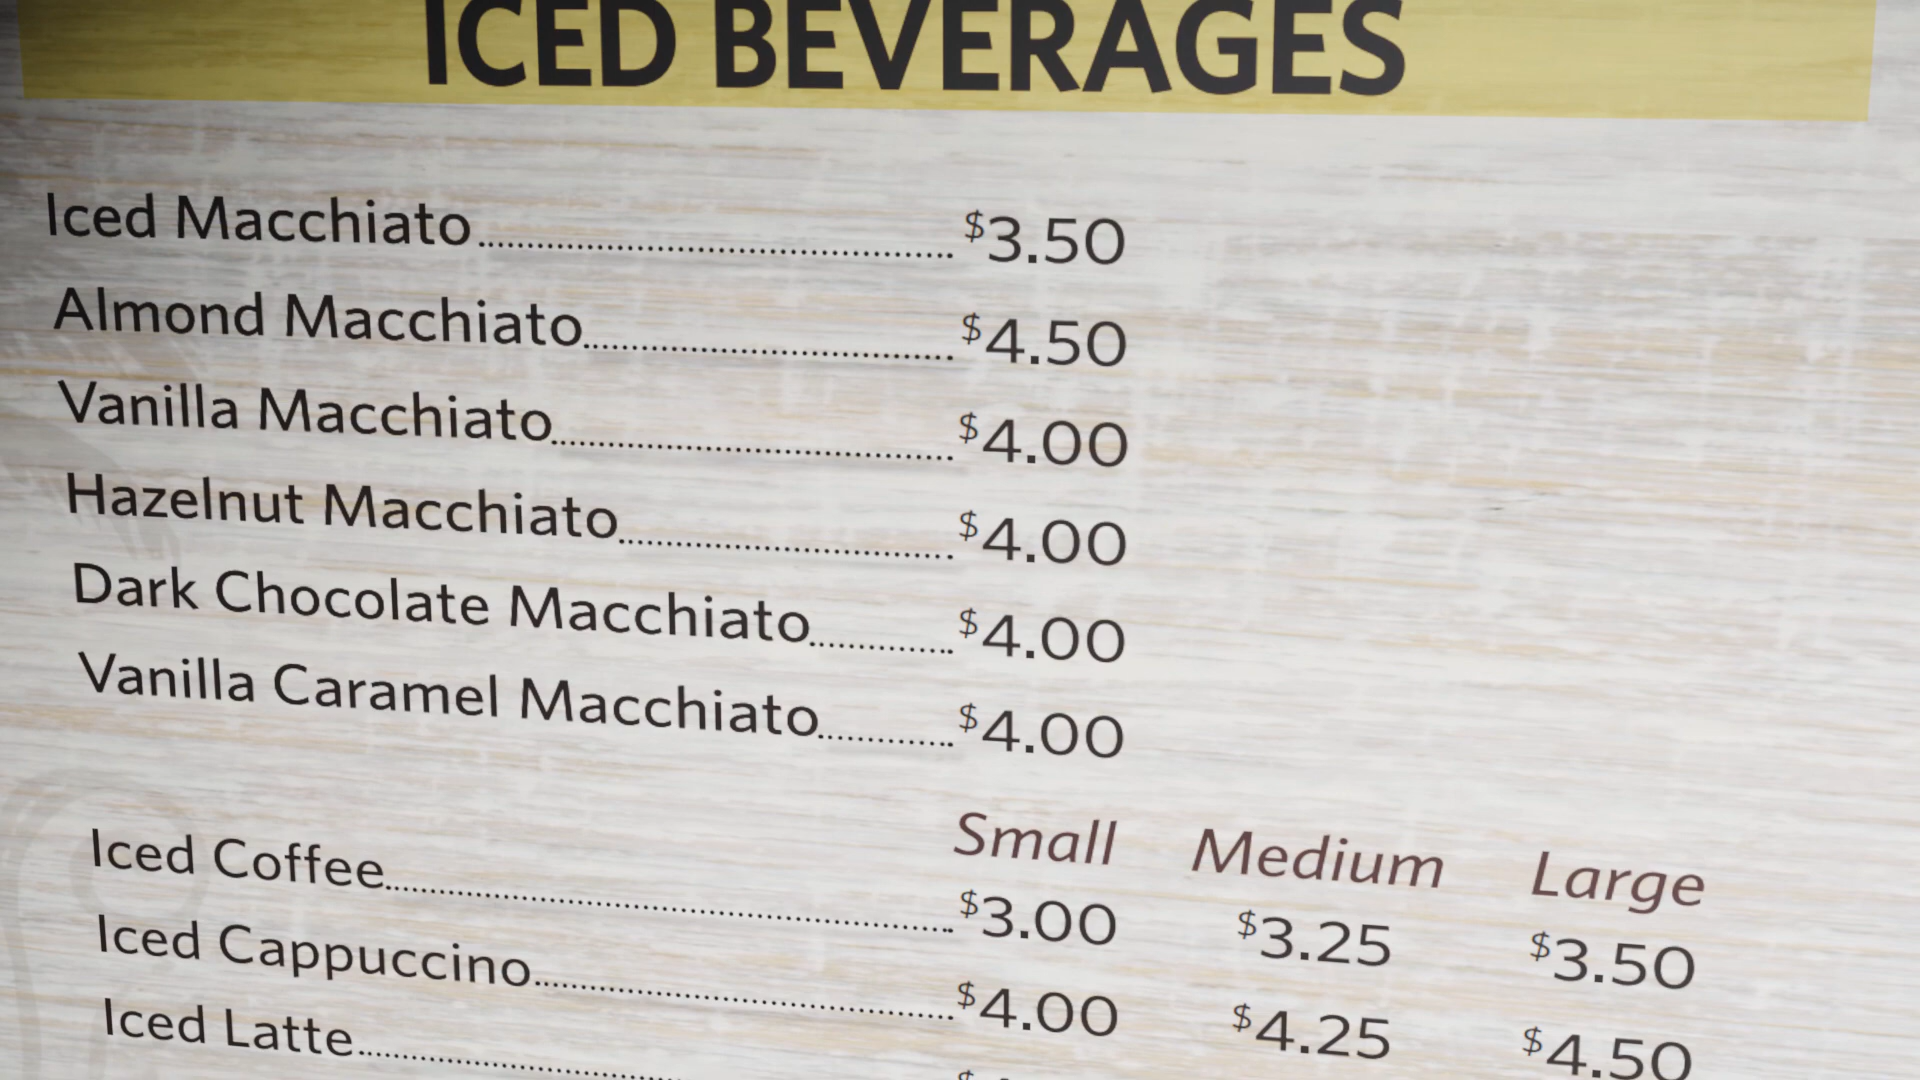 ICED BEVERAGES
Iced Macchiato $3.50
Almond Macchiato $4.50
Vanilla Macchiato $4.00
Hazelnut Macchiato $4.00
Dark Chocolate Macchiato $4.00
Vanilla Caramel Macchiato $4.00
Small Medium Large
Iced Coffee $3.00 $3.25 $3.50
Iced Cappuccino $4.00 $4.25 $4.50
Iced Latte